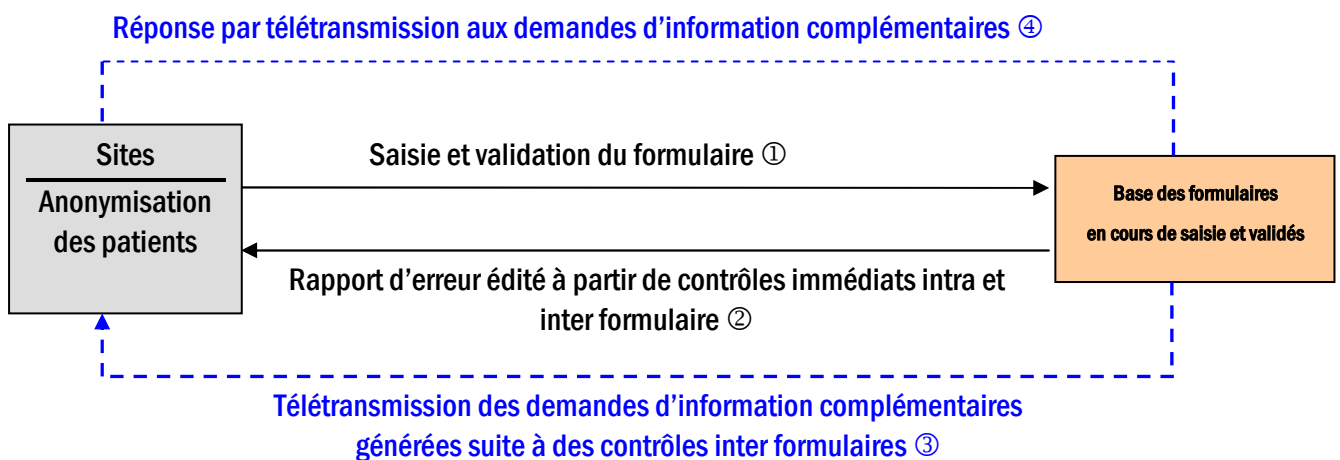 Réponse par télétransmission aux demandes d'information complémentaires ④
Sites
Anonymisation
des patients
Saisie et validation du formulaire ①
Base des formulaires
en cours de saisie et validés
Rapport d'erreur édité à partir de contrôles immédiats intra et
inter formulaire ②
Télétransmission des demandes d'information complémentaires
générées suite à des contrôles inter formulaires ③